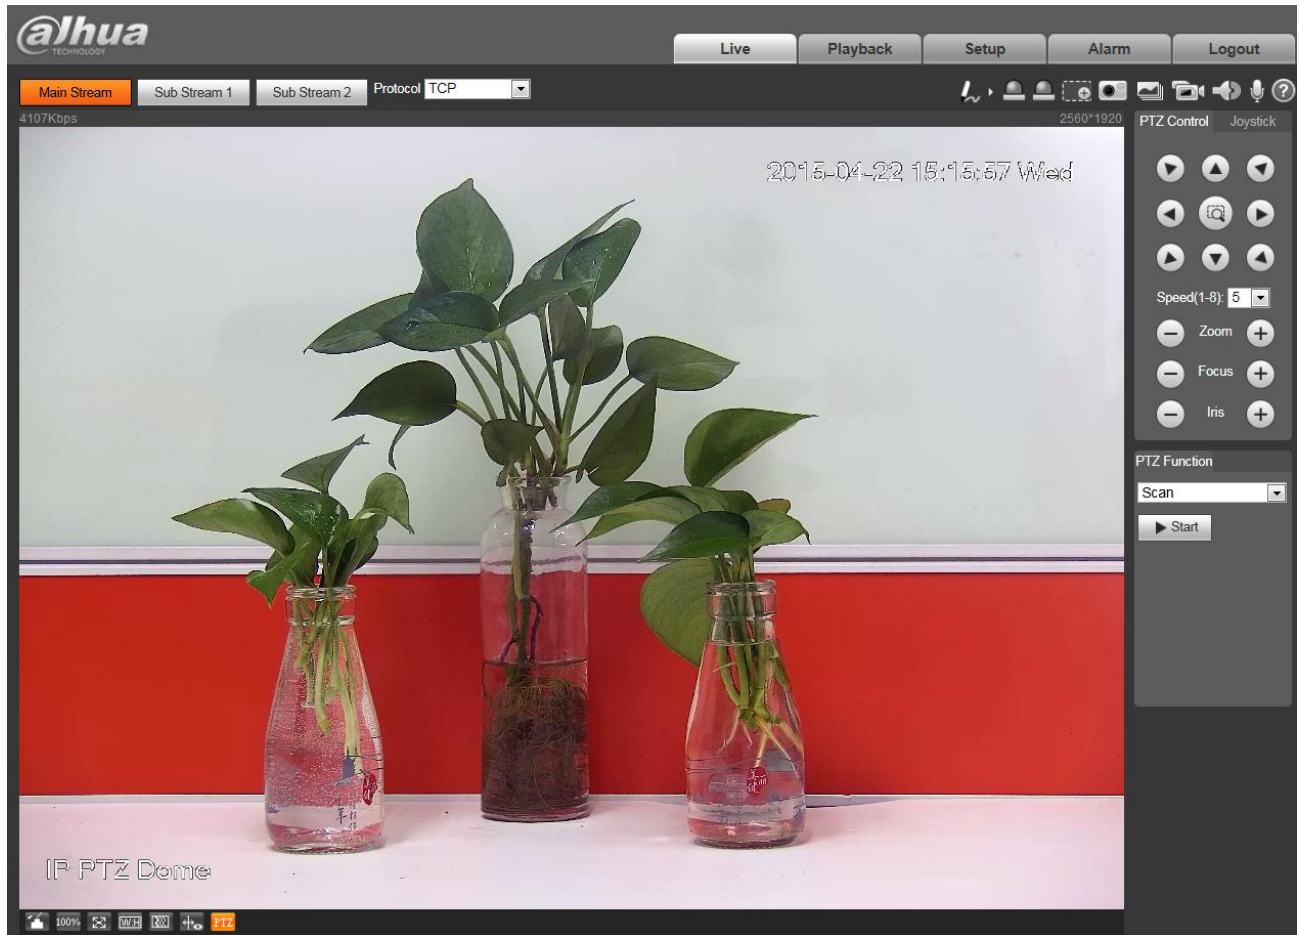 alhua
TECHNOLOGY
Live
Playback
Setup
Alarm
Logout
Main Stream
Sub Stream 1
Sub Stream 2
Protocol TCP
4107Kbps
2560*1920
PTZ Control
Joystick
2015-04-22 15:15:57 Wed
Speed(1-8): 5
Zoom
Focus
Iris
PTZ Function
Scan
Start
IP PTZ Dome
100%
W:H
PTZ